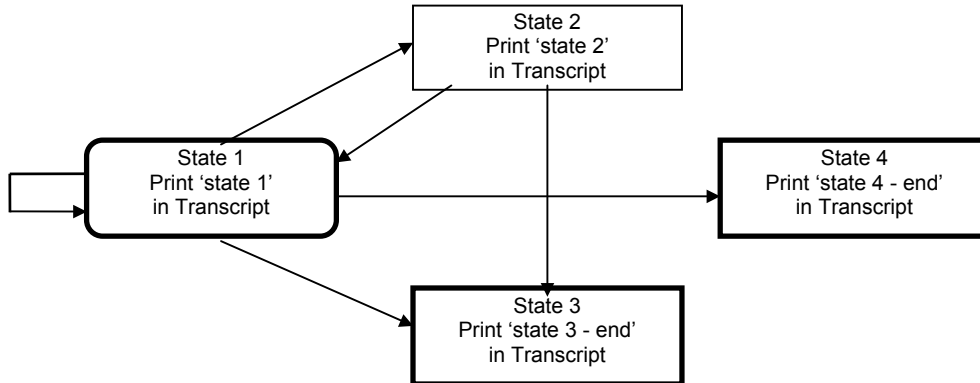 State 2
Print ‘state 2’
in Transcript
State 1
Print ‘state 1’
in Transcript
State 4
Print ‘state 4 - end’
in Transcript
State 3
Print ‘state 3 - end’
in Transcript